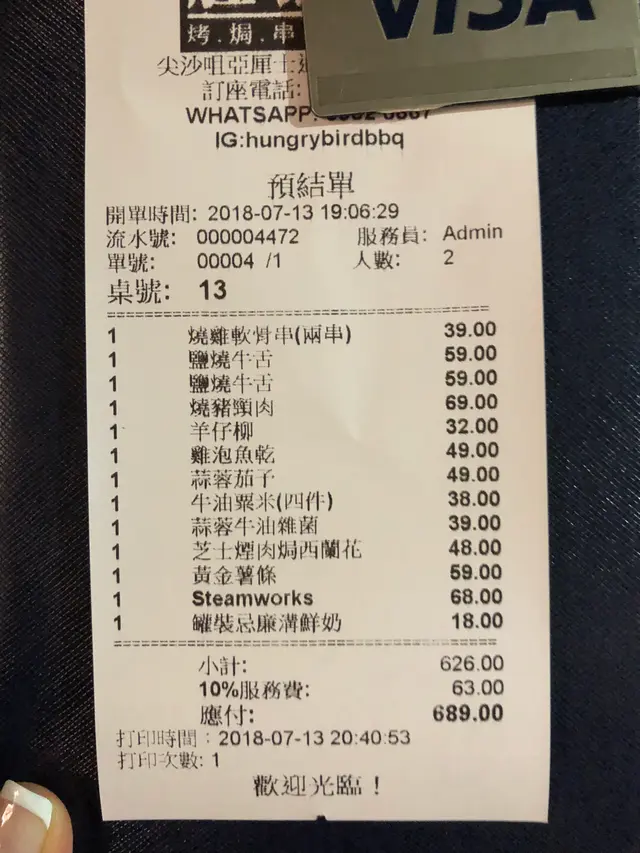 烤.焗.串
尖沙咀亞厘士
訂座電話:
WHATSAPP:
IG:hungrybirdbbq
預結單
開單時間: 2018-07-13 19:06:29
流水號: 000004472 服務員: Admin
單號: 00004 /1 人數: 2
桌號: 13
1 燒雞軟骨串(兩串) 39.00
1 鹽燒牛舌 59.00
1 鹽燒牛舌 59.00
1 燒豬頸肉 69.00
1 羊仔柳 32.00
1 雞泡魚乾 49.00
1 蒜蓉茄子 49.00
1 牛油粟米(四件) 38.00
1 蒜蓉牛油雜菌 39.00
1 芝士煙肉焗西蘭花 48.00
1 黃金薯條 59.00
1 Steamworks 68.00
1 罐裝忌廉溝鮮奶 18.00
小計: 626.00
10%服務費: 63.00
應付: 689.00
打印時間：2018-07-13 20:40:53
打印次數: 1
歡迎光臨！
VISA